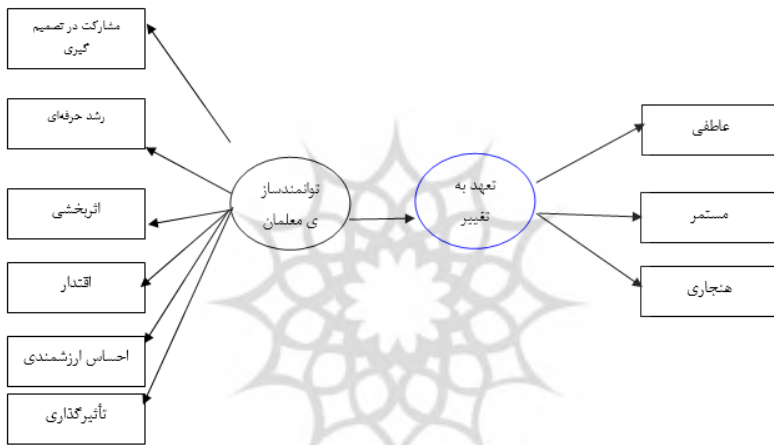 مشارکت در تصمیم
گیری
رشد حرفه‌ای
اثربخشی
اقتدار
احساس ارزشمندی
تأثیرگذاری
توانمندساز
ی معلمان
تعهد به
تغییر
عاطفی
مستمر
هنجاری